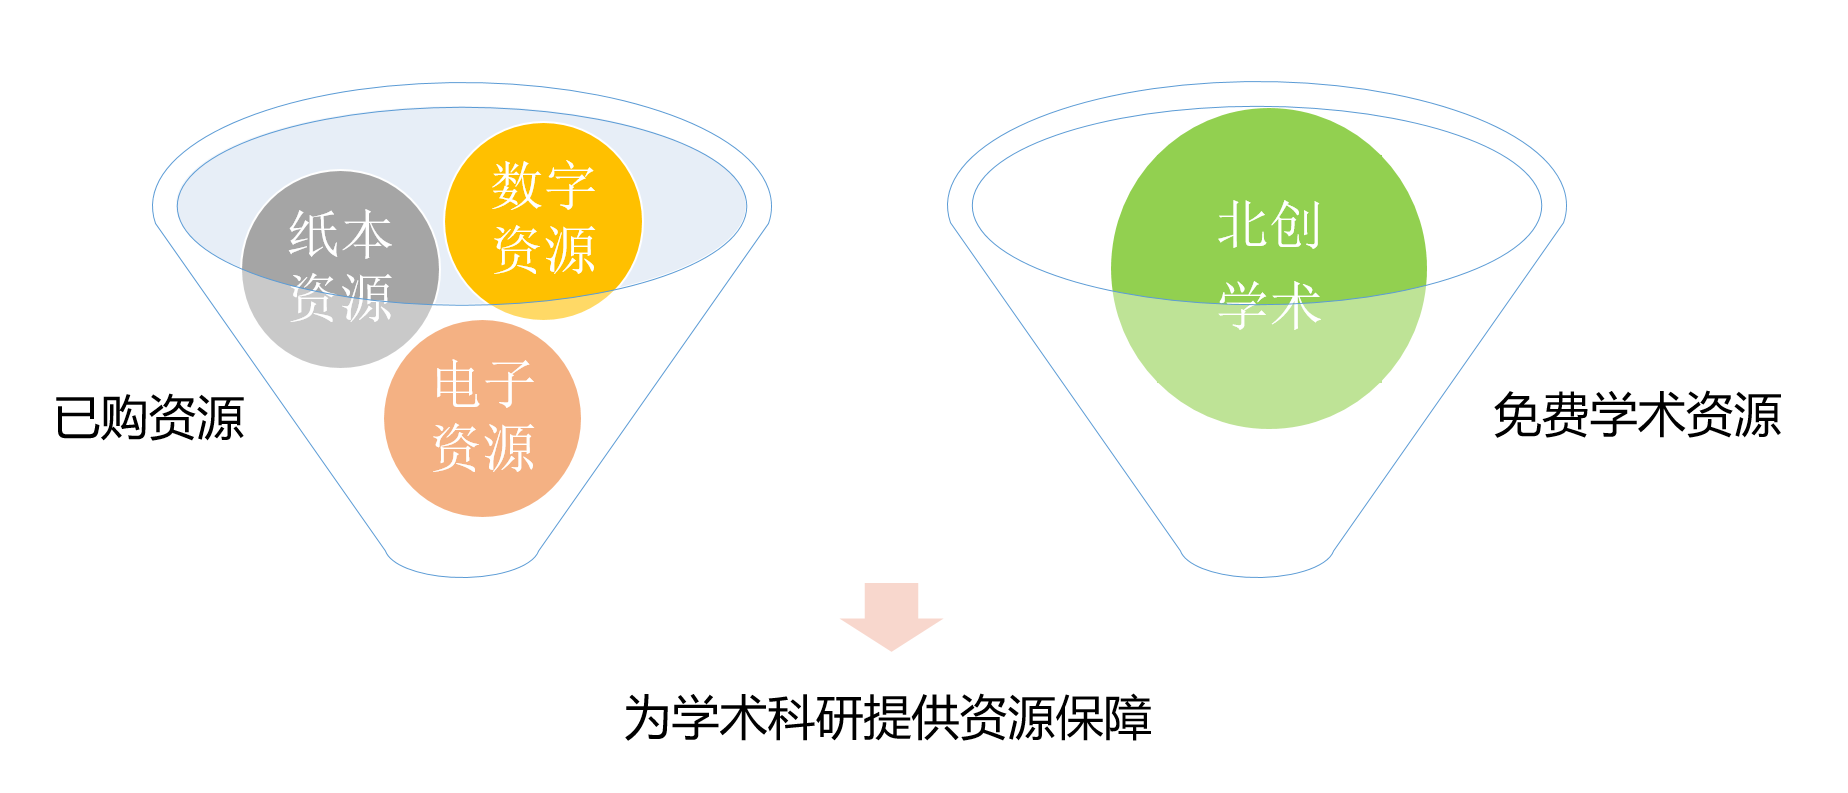 纸本
资源
数字
资源
电子
资源
已购资源
北创
学术
免费学术资源
为学术科研提供资源保障